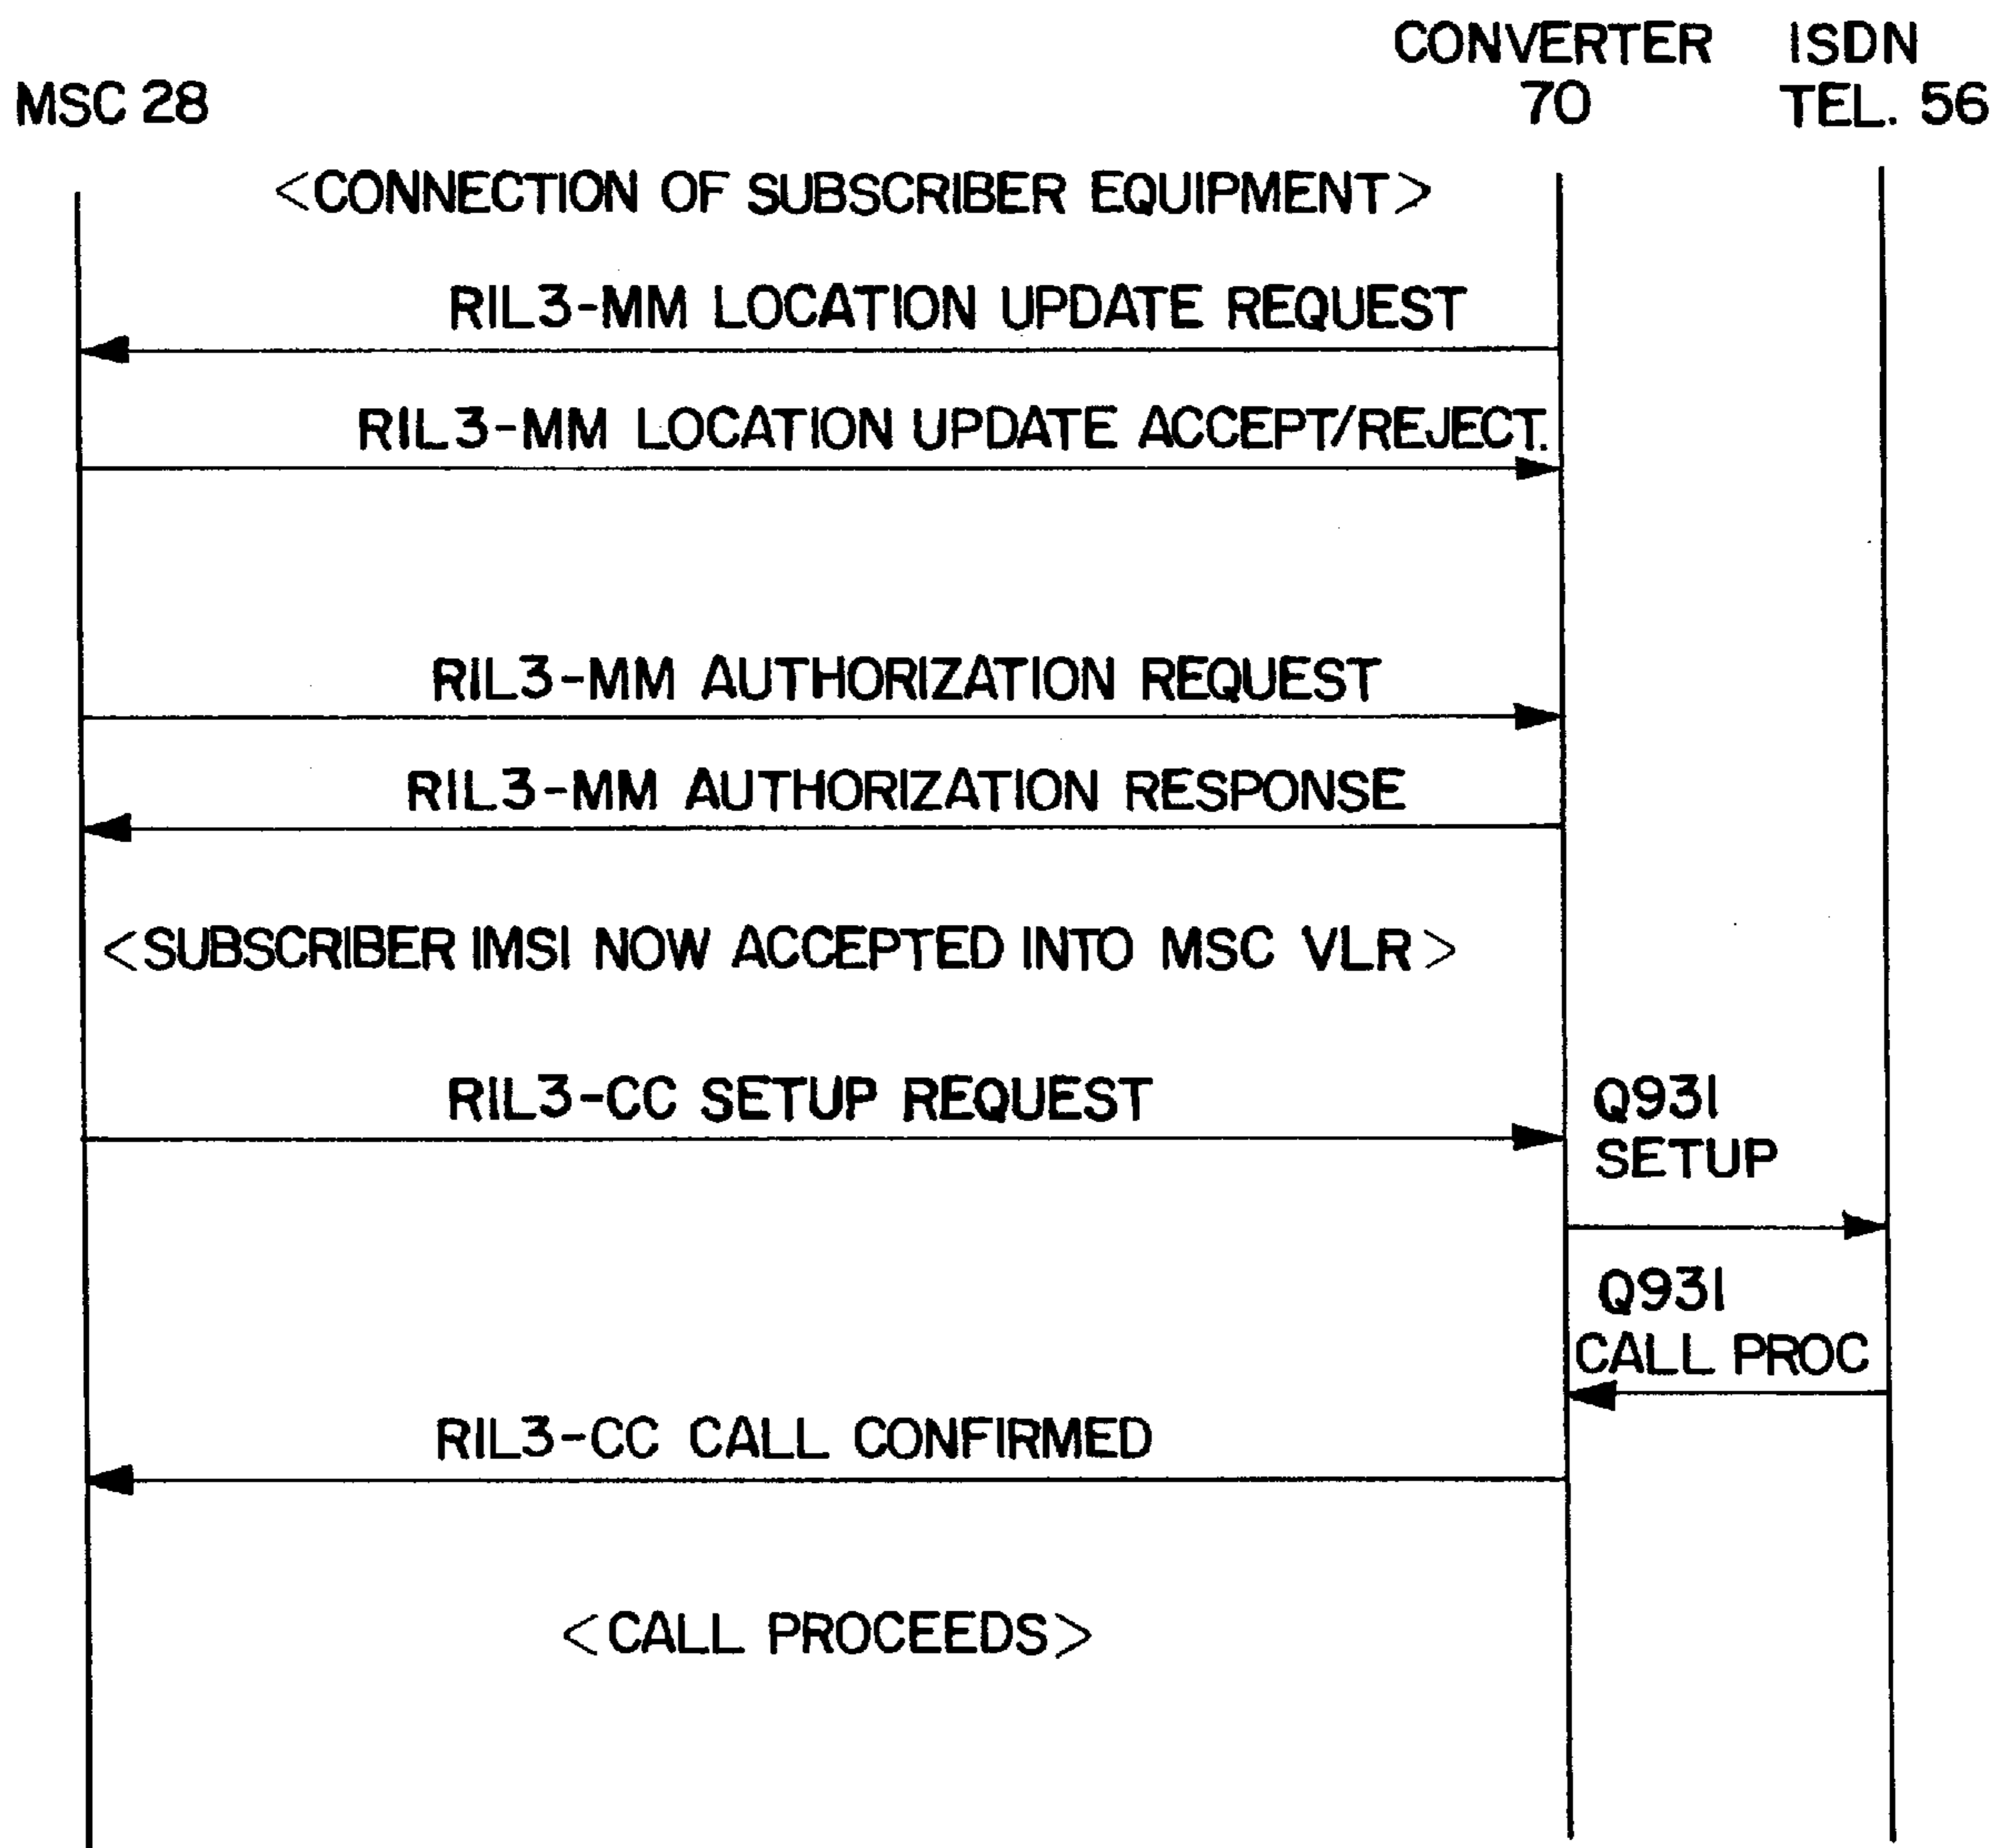 CONVERTER ISDN
MSC 28 70 TEL. 56
<CONNECTION OF SUBSCRIBER EQUIPMENT>
RIL3-MM LOCATION UPDATE REQUEST
RIL3-MM LOCATION UPDATE ACCEPT/REJECT.
RIL3-MM AUTHORIZATION REQUEST
RIL3-MM AUTHORIZATION RESPONSE
<SUBSCRIBER IMSI NOW ACCEPTED INTO MSC VLR>
RIL3-CC SETUP REQUEST
Q931
SETUP
Q931
CALL PROC
RIL3-CC CALL CONFIRMED
<CALL PROCEEDS>